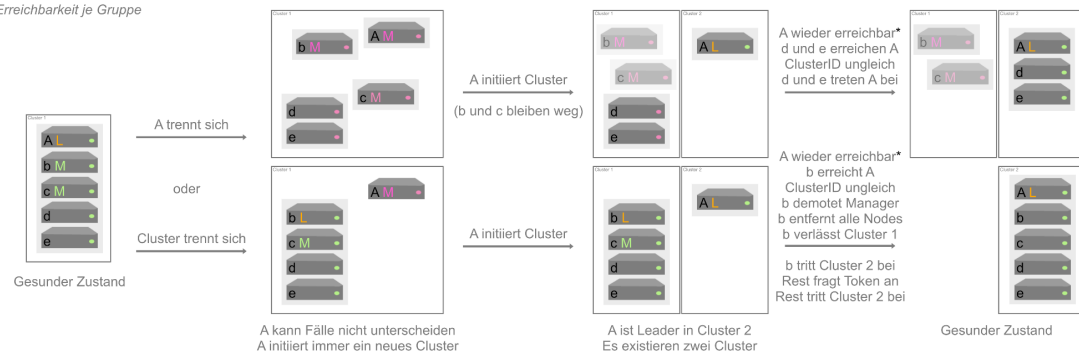 Erreichbarkeit je Gruppe
Cluster 1
A L
b M
c M
d
e
Gesunder Zustand
A trennt sich
oder
Cluster trennt sich
Cluster 1
A M
b M
c M
d
e
Cluster 1
A M
b L
c M
d
e
A kann Fälle nicht unterscheiden
A initiiert immer ein neues Cluster
A initiiert Cluster
(b und c bleiben weg)
A initiiert Cluster
Cluster 1
b M
c M
d
e
Cluster 2
A L
Cluster 1
b L
c M
d
e
Cluster 2
A L
A ist Leader in Cluster 2
Es existieren zwei Cluster
A wieder erreichbar*
d und e erreichen A
ClusterID ungleich
d und e treten A bei
A wieder erreichbar*
b erreicht A
ClusterID ungleich
b demotet Manager
b entfernt alle Nodes
b verlässt Cluster 1
b tritt Cluster 2 bei
Rest fragt Token an
Rest tritt Cluster 2 bei
Cluster 1
b M
c M
Cluster 2
A L
d
e
Cluster 2
A L
b
c
d
e
Gesunder Zustand